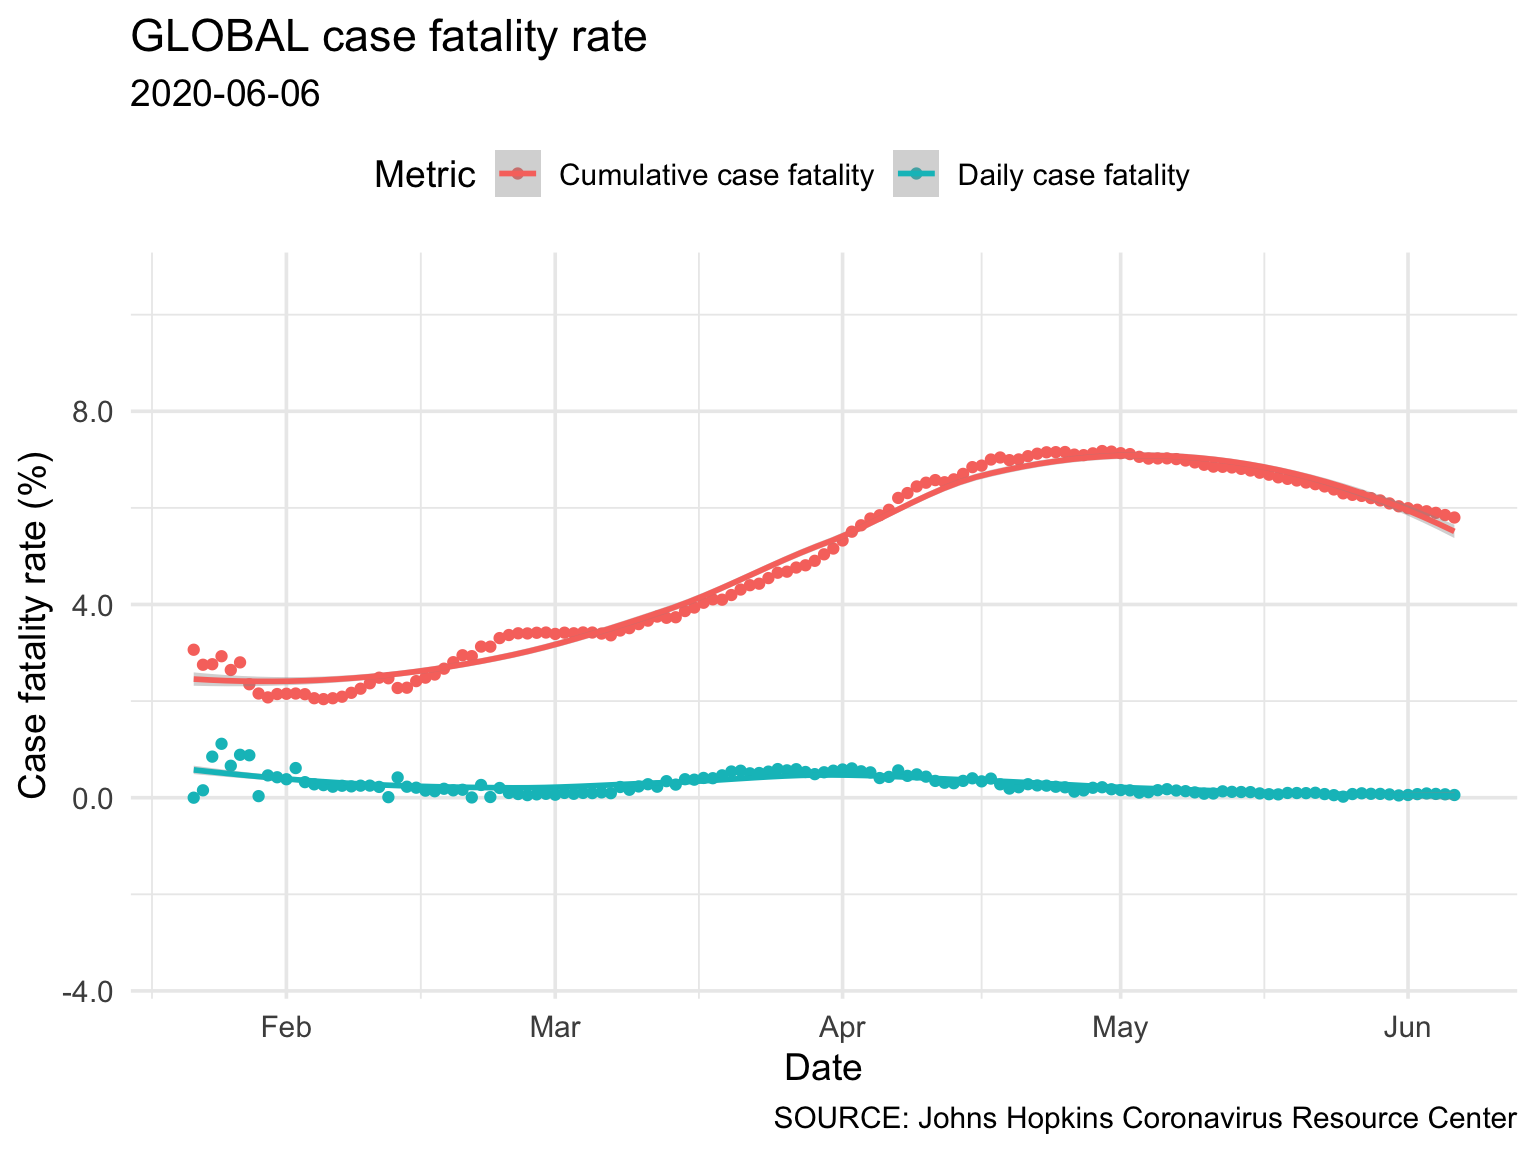 GLOBAL case fatality rate
2020-06-06
Metric Cumulative case fatality Daily case fatality
Case fatality rate (%)
8.0
4.0
0.0
-4.0
Feb Mar Apr May Jun
Date
SOURCE: Johns Hopkins Coronavirus Resource Center